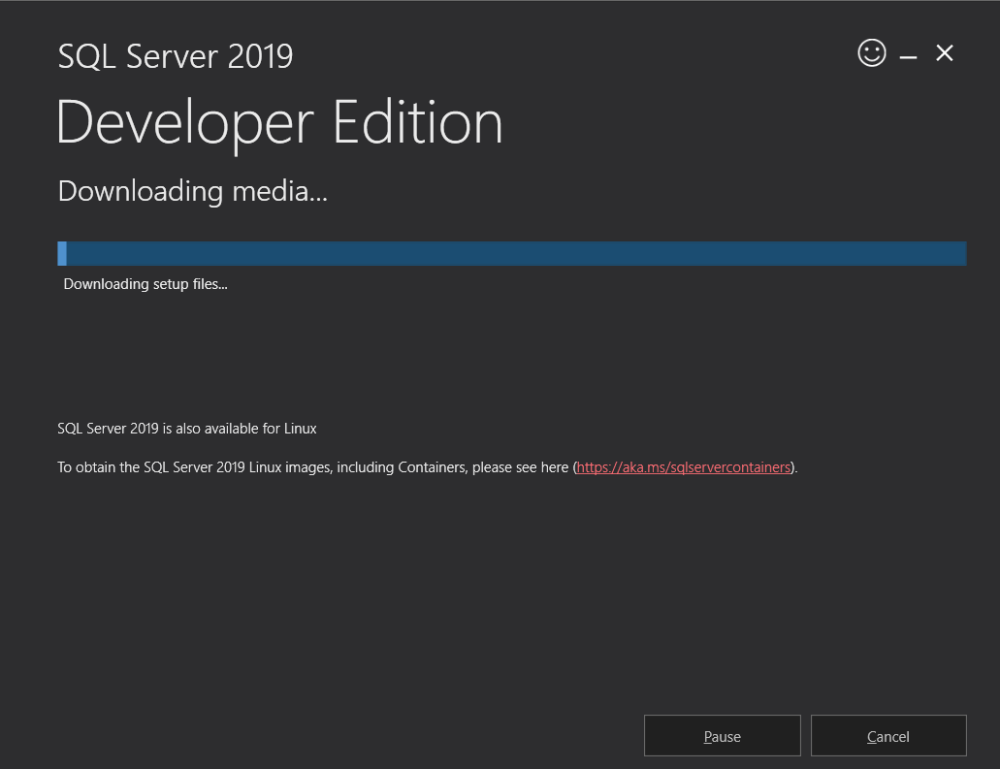 SQL Server 2019
Developer Edition
Downloading media...
Downloading setup files...
SQL Server 2019 is also available for Linux
To obtain the SQL Server 2019 Linux images, including Containers, please see here (https://aka.ms/sqlservercontainers).
Pause
Cancel